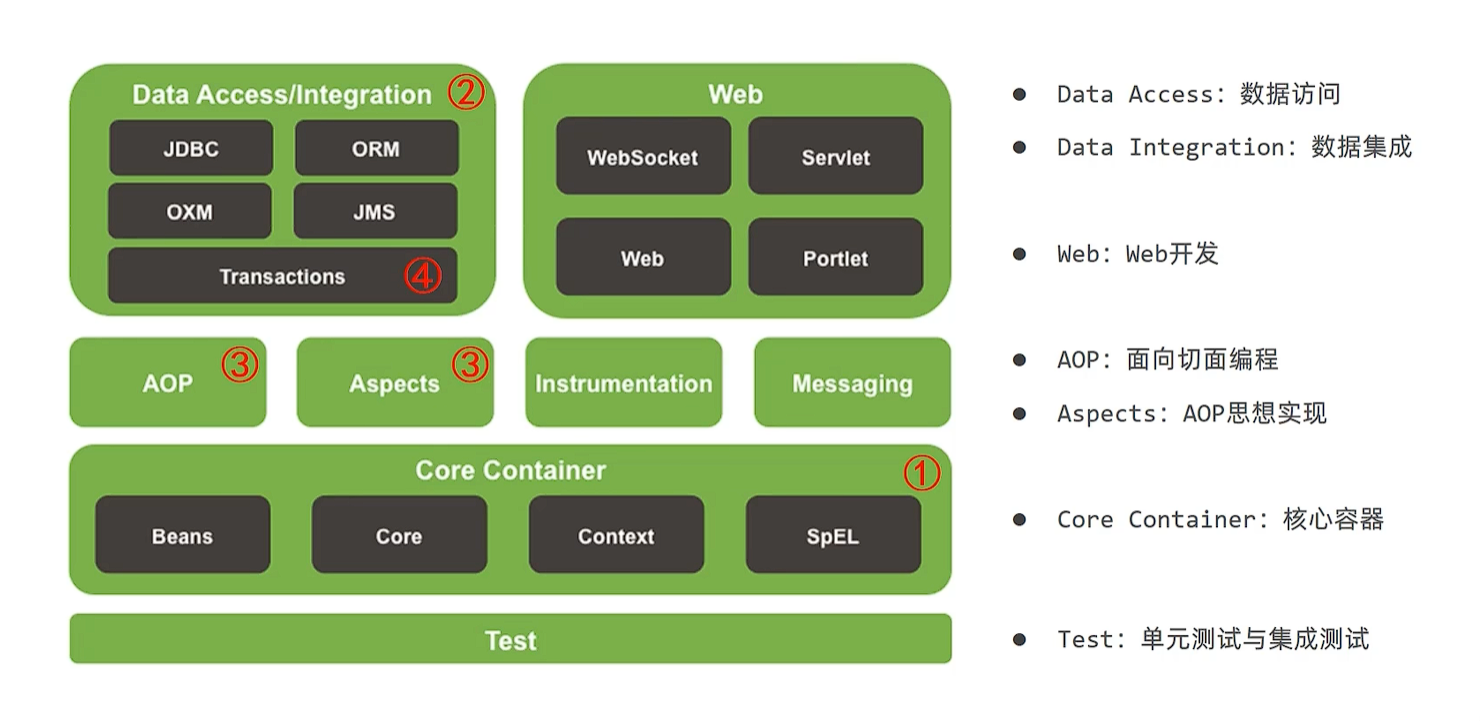 Data Access/Integration ②
JDBC
ORM
OXM
JMS
Transactions ④
Web
WebSocket
Servlet
Web
Portlet
AOP ③
Aspects ③
Instrumentation
Messaging
Core Container ①
Beans
Core
Context
SpEL
Test
● Data Access：数据访问
● Data Integration：数据集成
● Web：Web开发
● AOP：面向切面编程
● Aspects：AOP思想实现
● Core Container：核心容器
● Test：单元测试与集成测试